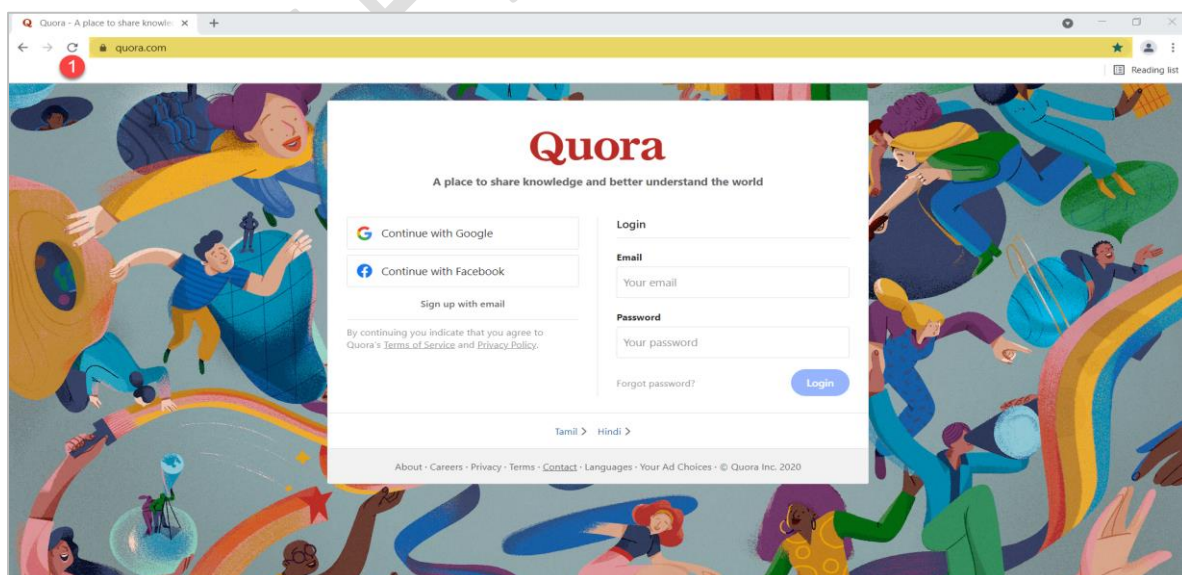 Quora - A place to share knowle
quora.com
1
Reading list
Quora
A place to share knowledge and better understand the world
Continue with Google
Continue with Facebook
Sign up with email
By continuing you indicate that you agree to
Quora's Terms of Service and Privacy Policy.
Login
Email
Your email
Password
Your password
Forgot password?
Login
Tamil > Hindi >
About · Careers · Privacy · Terms · Contact · Languages · Your Ad Choices · © Quora Inc. 2020